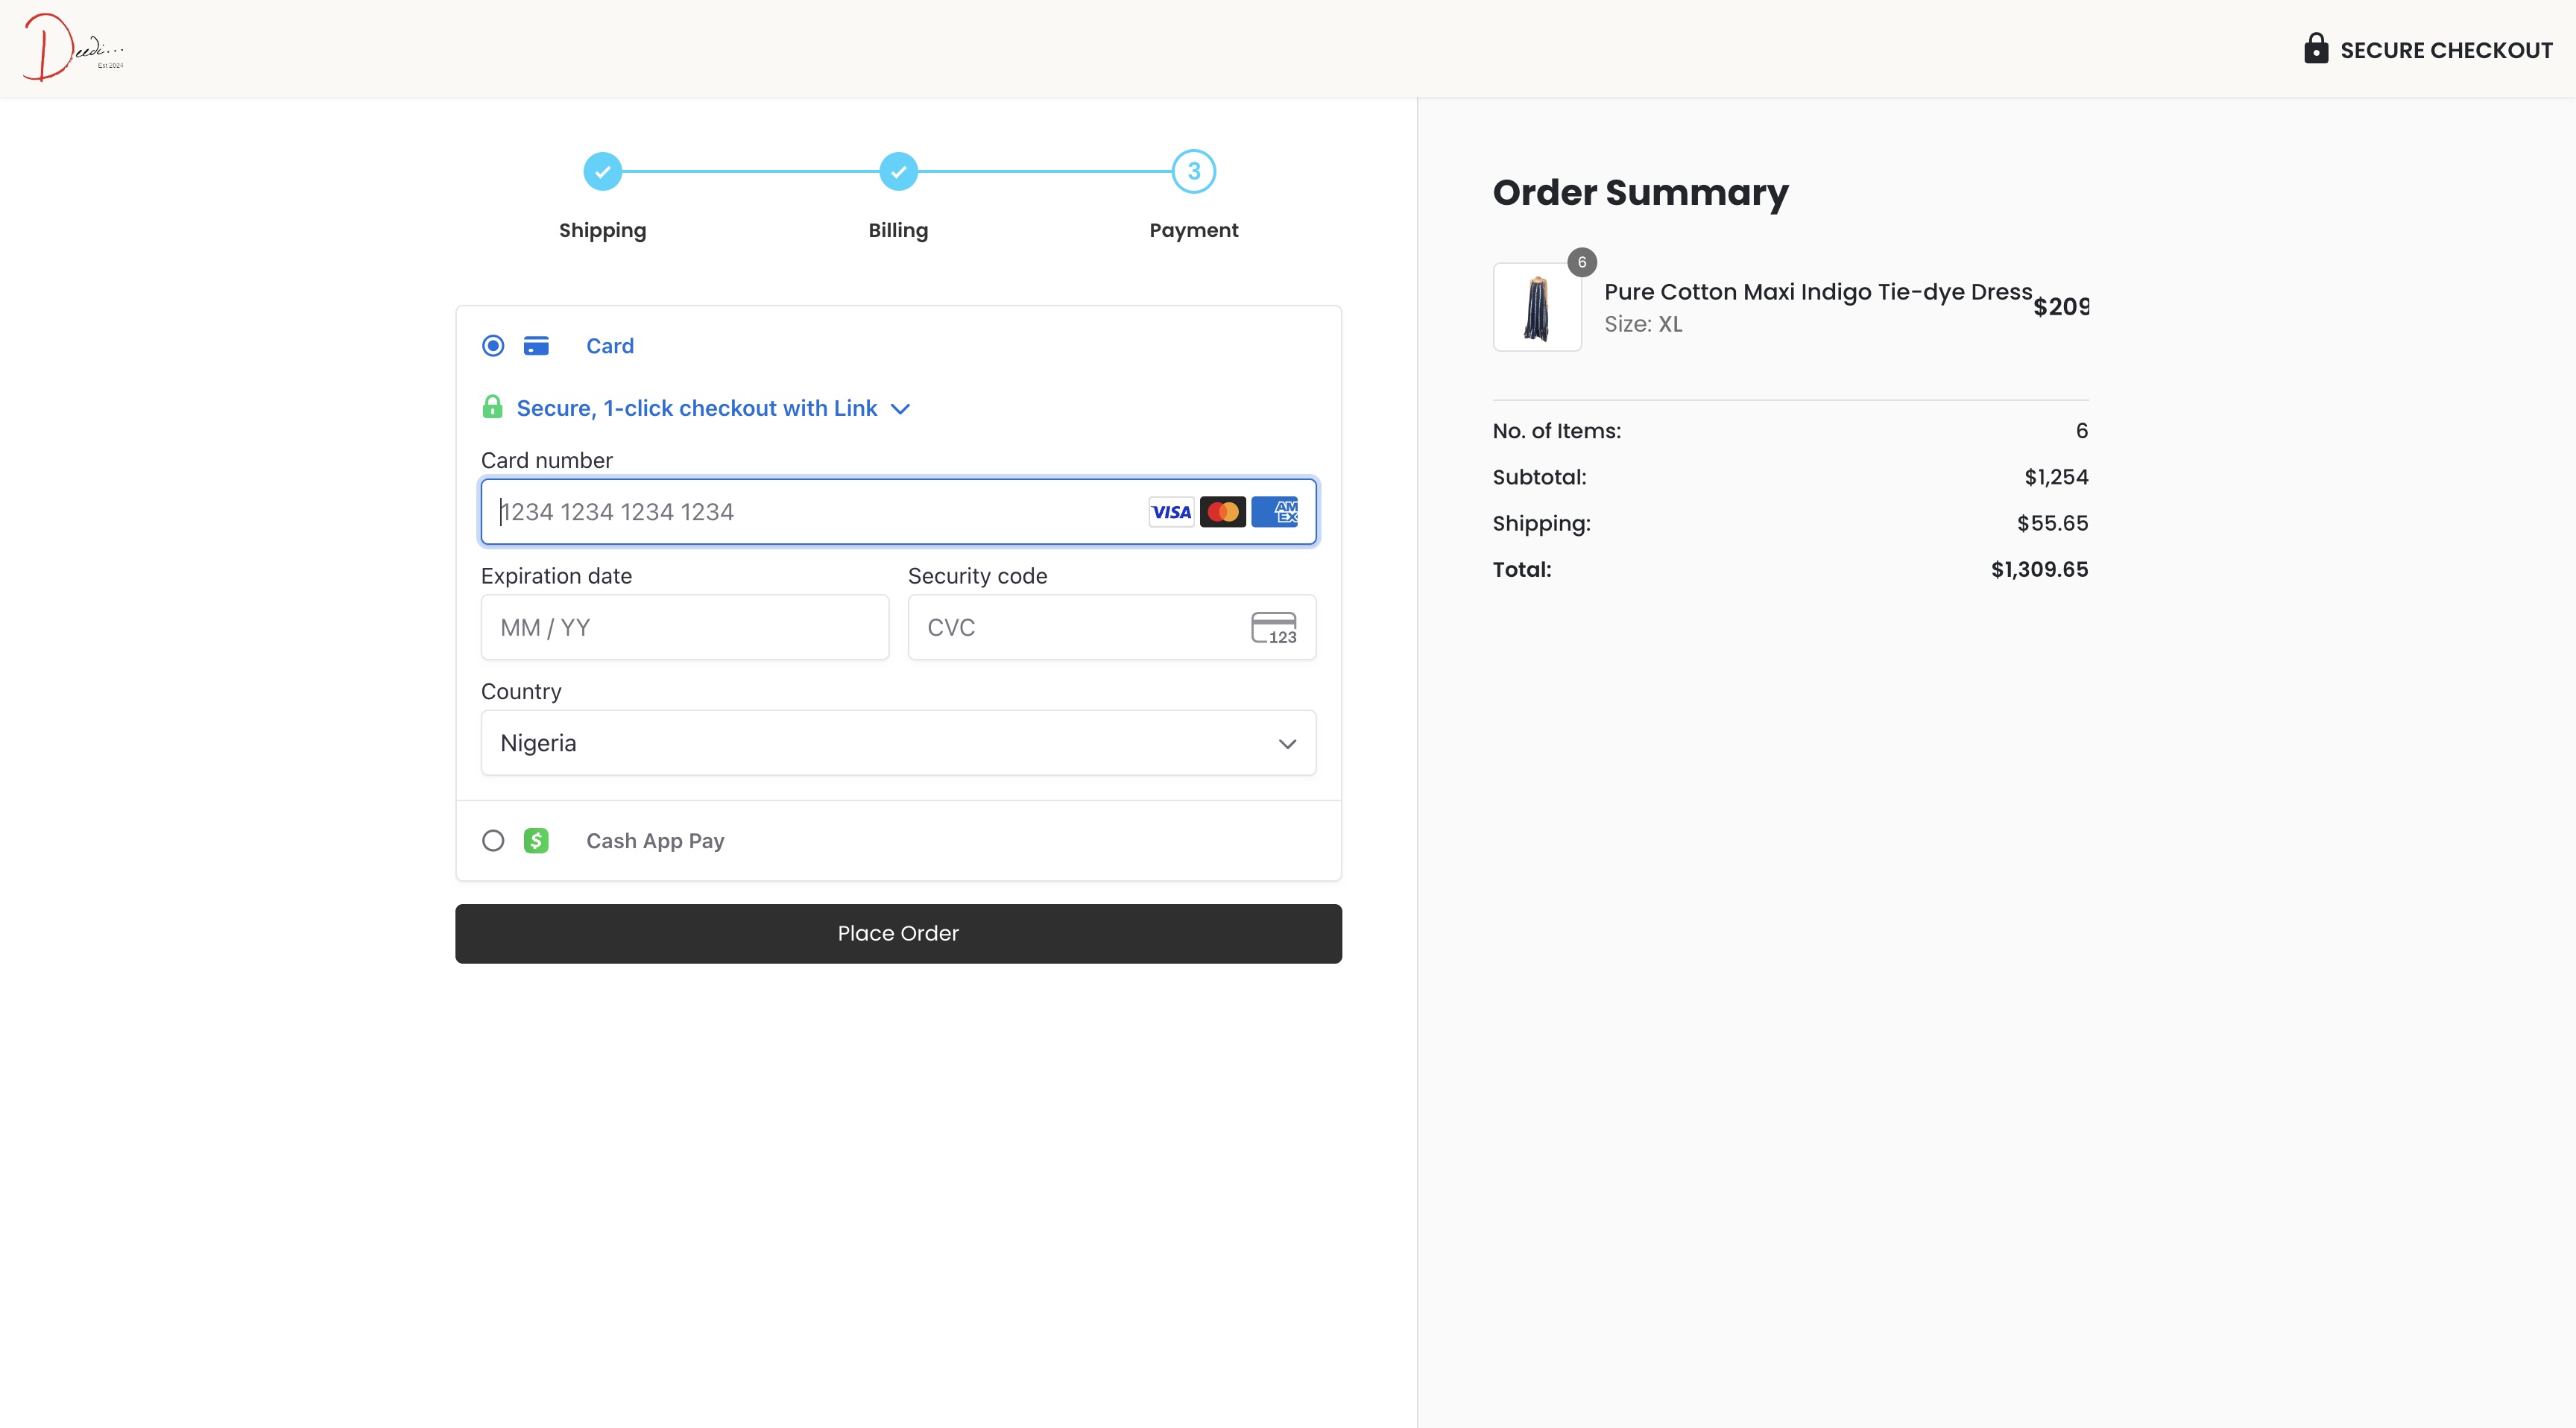 Deedi...
Est 2024
SECURE CHECKOUT
3
Shipping
Billing
Payment
Card
Secure, 1-click checkout with Link
Card number
1234 1234 1234 1234
VISA
AM
EX
Expiration date
Security code
MM / YY
CVC
123
Country
Nigeria
$
Cash App Pay
Place Order
Order Summary
6
Pure Cotton Maxi Indigo Tie-dye Dress
$209
Size: XL
No. of Items:
6
Subtotal:
$1,254
Shipping:
$55.65
Total:
$1,309.65